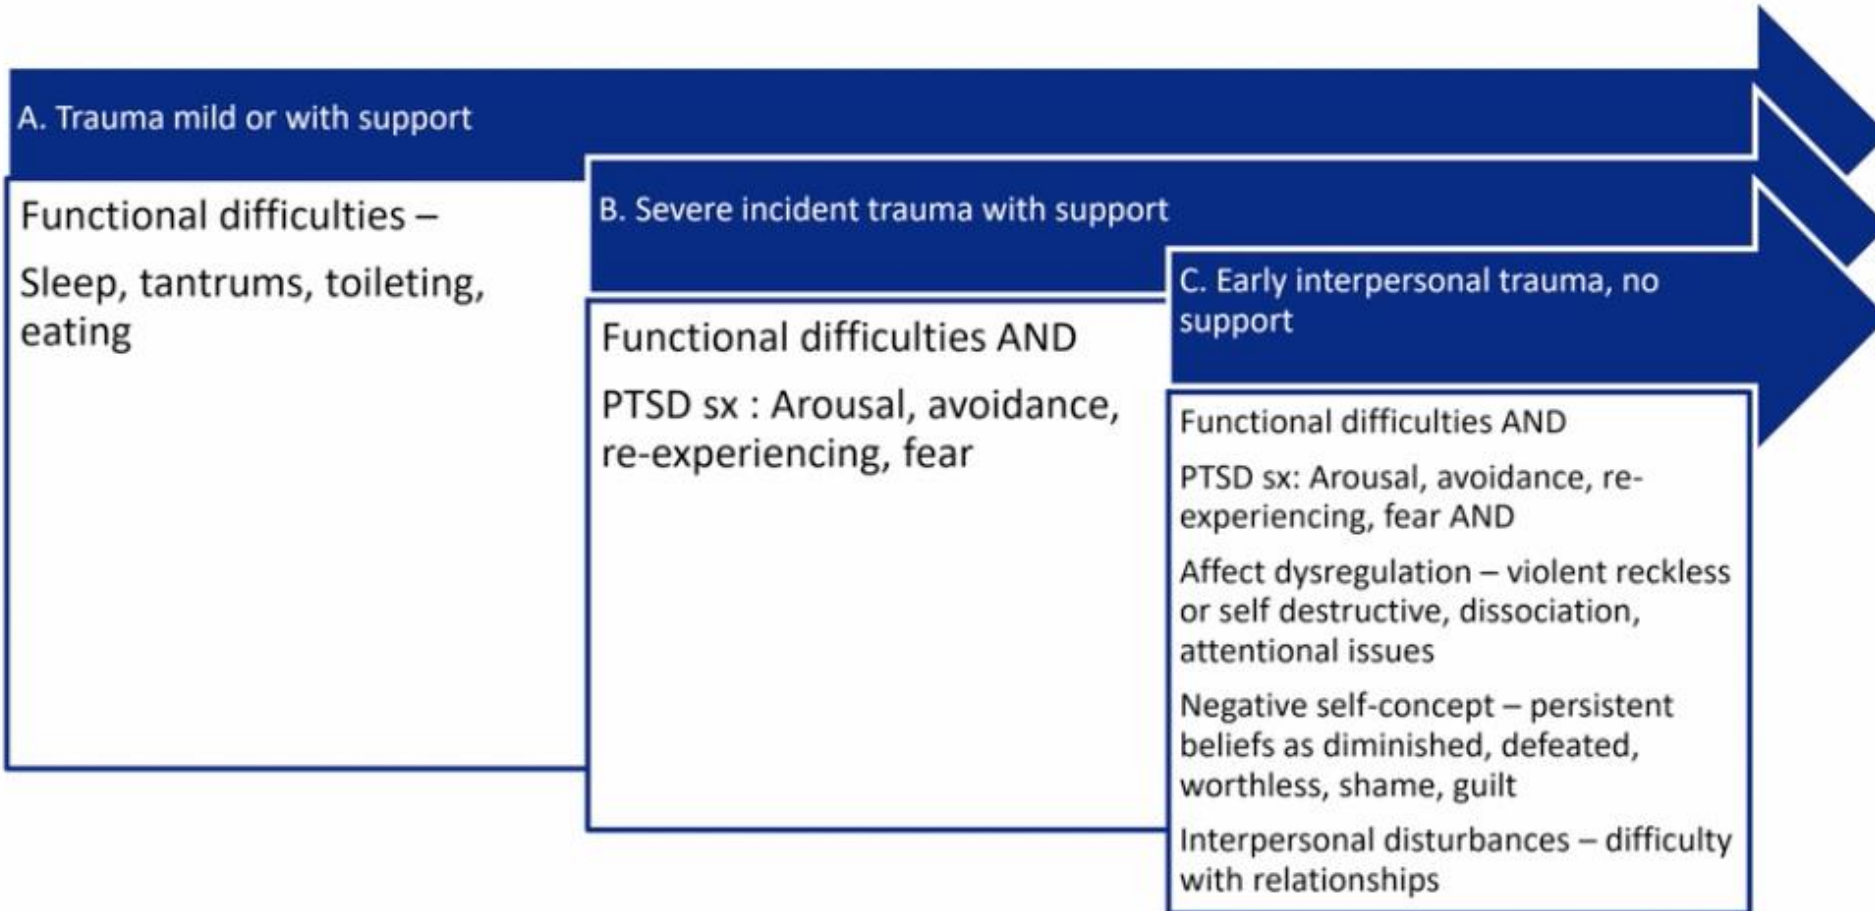 A. Trauma mild or with support
Functional difficulties –
Sleep, tantrums, toileting,
eating
B. Severe incident trauma with support
Functional difficulties AND
PTSD sx : Arousal, avoidance,
re-experiencing, fear
C. Early interpersonal trauma, no
support
Functional difficulties AND
PTSD sx: Arousal, avoidance, re-
experiencing, fear AND
Affect dysregulation – violent reckless
or self destructive, dissociation,
attentional issues
Negative self-concept – persistent
beliefs as diminished, defeated,
worthless, shame, guilt
Interpersonal disturbances – difficulty
with relationships